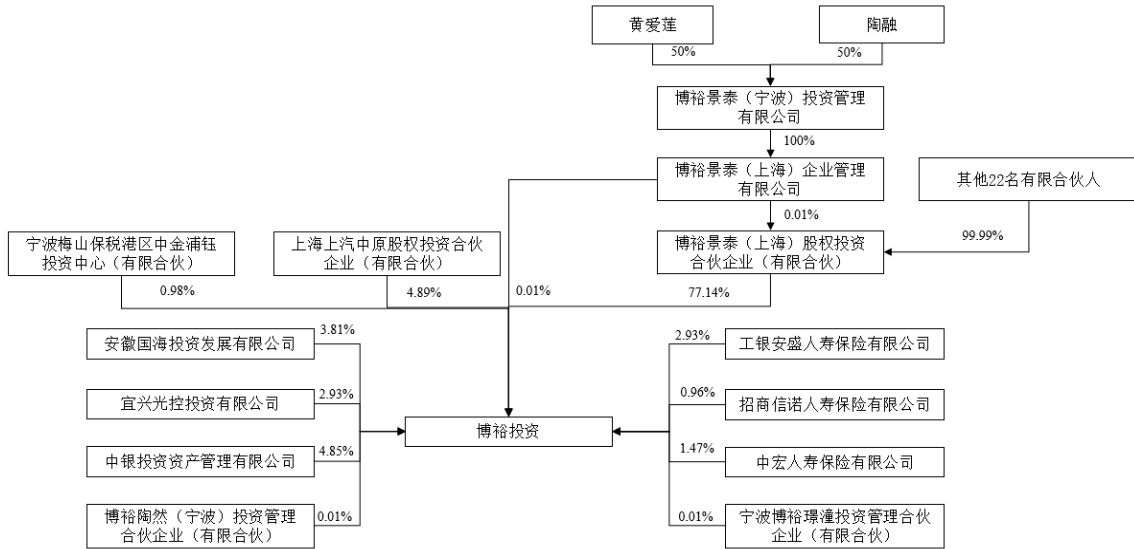 黄爱莲
陶融
50%
50%
博裕景泰（宁波）投资管理
有限公司
100%
博裕景泰（上海）企业管理
有限公司
其他22名有限合伙人
0.01%
宁波梅山保税港区中金浦钰
投资中心（有限合伙）
上海上汽中原股权投资合伙
企业（有限合伙）
博裕景泰（上海）股权投资
合伙企业（有限合伙）
99.99%
0.98%
4.89%
0.01%
77.14%
安徽国海投资发展有限公司
3.81%
2.93%
工银安盛人寿保险有限公司
宜兴光控投资有限公司
2.93%
0.96%
招商信诺人寿保险有限公司
博裕投资
中银投资资产管理有限公司
4.85%
1.47%
中宏人寿保险有限公司
博裕陶然（宁波）投资管理
合伙企业（有限合伙）
0.01%
0.01%
宁波博裕璟潼投资管理合伙
企业（有限合伙）